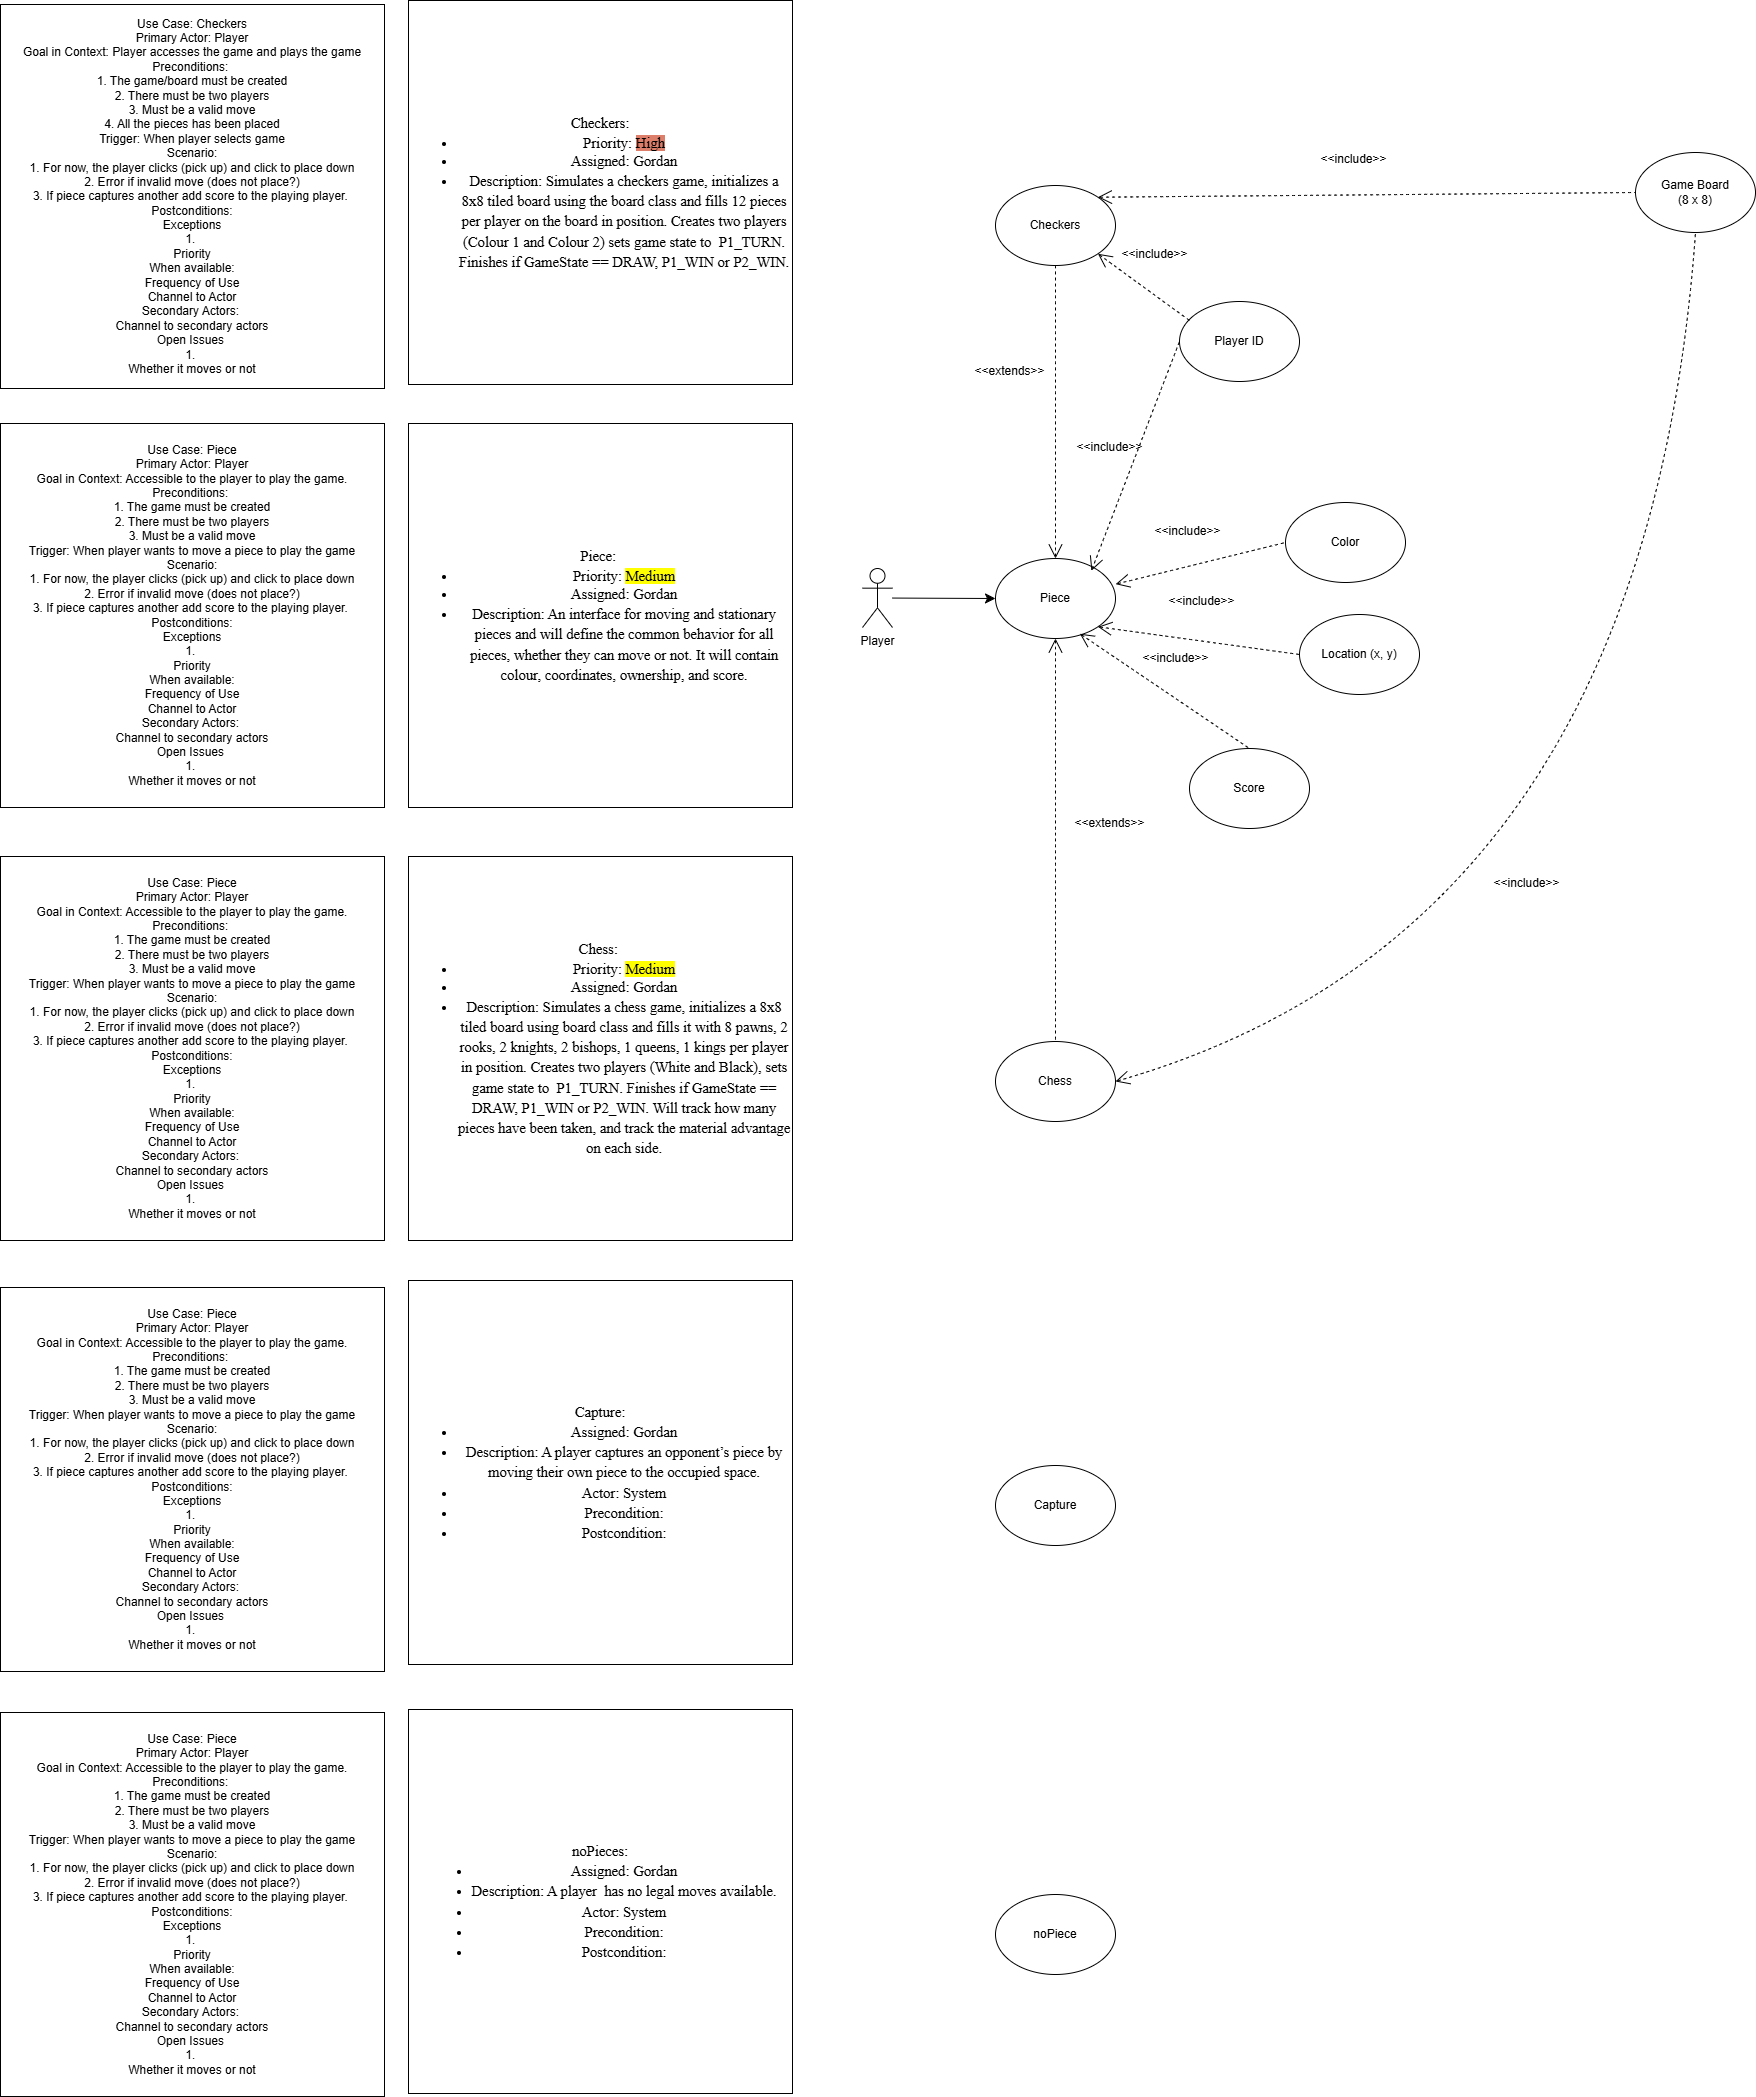 Use Case: Checkers
Primary Actor: Player
Goal in Context: Player accesses the game and plays the game
Preconditions:
1. The game/board must be created
2. There must be two players
3. Must be a valid move
4. All the pieces has been placed
Trigger: When player selects game
Scenario:
1. For now, the player clicks (pick up) and click to place down
2. Error if invalid move (does not place?)
3. If piece captures another add score to the playing player.
Postconditions:
Exceptions
1.
Priority
When available:
Frequency of Use
Channel to Actor
Secondary Actors:
Channel to secondary actors
Open Issues
1.
Whether it moves or not
Checkers:
• Priority: High
• Assigned: Gordan
• Description: Simulates a checkers game, initializes a
8x8 tiled board using the board class and fills 12 pieces
per player on the board in position. Creates two players
(Colour 1 and Colour 2) sets game state to  P1_TURN.
Finishes if GameState == DRAW, P1_WIN or P2_WIN.
<<include>>
Game Board
(8 x 8)
Checkers
<<include>>
Player ID
<<extends>>
<<include>>
Use Case: Piece
Primary Actor: Player
Goal in Context: Accessible to the player to play the game.
Preconditions:
1. The game must be created
2. There must be two players
3. Must be a valid move
Trigger: When player wants to move a piece to play the game
Scenario:
1. For now, the player clicks (pick up) and click to place down
2. Error if invalid move (does not place?)
3. If piece captures another add score to the playing player.
Postconditions:
Exceptions
1.
Priority
When available:
Frequency of Use
Channel to Actor
Secondary Actors:
Channel to secondary actors
Open Issues
1.
Whether it moves or not
Piece:
• Priority: Medium
• Assigned: Gordan
• Description: An interface for moving and stationary
pieces and will define the common behavior for all
pieces, whether they can move or not. It will contain
colour, coordinates, ownership, and score.
<<include>>
Color
Player
Piece
<<include>>
Location (x, y)
<<include>>
Score
<<extends>>
<<include>>
Use Case: Piece
Primary Actor: Player
Goal in Context: Accessible to the player to play the game.
Preconditions:
1. The game must be created
2. There must be two players
3. Must be a valid move
Trigger: When player wants to move a piece to play the game
Scenario:
1. For now, the player clicks (pick up) and click to place down
2. Error if invalid move (does not place?)
3. If piece captures another add score to the playing player.
Postconditions:
Exceptions
1.
Priority
When available:
Frequency of Use
Channel to Actor
Secondary Actors:
Channel to secondary actors
Open Issues
1.
Whether it moves or not
Chess:
• Priority: Medium
• Assigned: Gordan
• Description: Simulates a chess game, initializes a 8x8
tiled board using board class and fills it with 8 pawns, 2
rooks, 2 knights, 2 bishops, 1 queens, 1 kings per player
in position. Creates two players (White and Black), sets
game state to  P1_TURN. Finishes if GameState ==
DRAW, P1_WIN or P2_WIN. Will track how many
pieces have been taken, and track the material advantage
on each side.
Chess
Use Case: Piece
Primary Actor: Player
Goal in Context: Accessible to the player to play the game.
Preconditions:
1. The game must be created
2. There must be two players
3. Must be a valid move
Trigger: When player wants to move a piece to play the game
Scenario:
1. For now, the player clicks (pick up) and click to place down
2. Error if invalid move (does not place?)
3. If piece captures another add score to the playing player.
Postconditions:
Exceptions
1.
Priority
When available:
Frequency of Use
Channel to Actor
Secondary Actors:
Channel to secondary actors
Open Issues
1.
Whether it moves or not
Capture:
• Assigned: Gordan
• Description: A player captures an opponent’s piece by
moving their own piece to the occupied space.
• Actor: System
• Precondition:
• Postcondition:
Capture
Use Case: Piece
Primary Actor: Player
Goal in Context: Accessible to the player to play the game.
Preconditions:
1. The game must be created
2. There must be two players
3. Must be a valid move
Trigger: When player wants to move a piece to play the game
Scenario:
1. For now, the player clicks (pick up) and click to place down
2. Error if invalid move (does not place?)
3. If piece captures another add score to the playing player.
Postconditions:
Exceptions
1.
Priority
When available:
Frequency of Use
Channel to Actor
Secondary Actors:
Channel to secondary actors
Open Issues
1.
Whether it moves or not
noPieces:
• Assigned: Gordan
• Description: A player  has no legal moves available.
• Actor: System
• Precondition:
• Postcondition:
noPiece